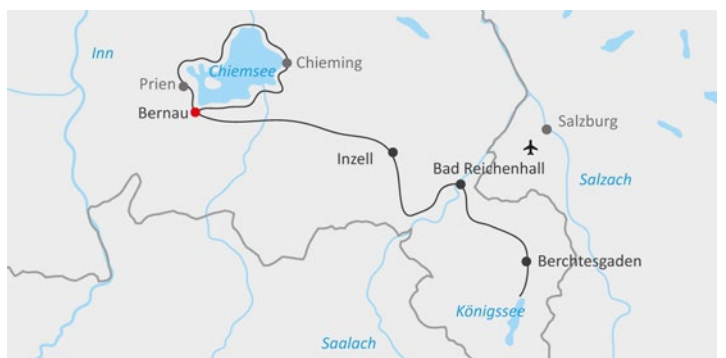 Inn
Chiemsee
Chieming
Prien
Bernau
Salzburg
Inzell
Bad Reichenhall
Salzach
Berchtesgaden
Königssee
Saalach